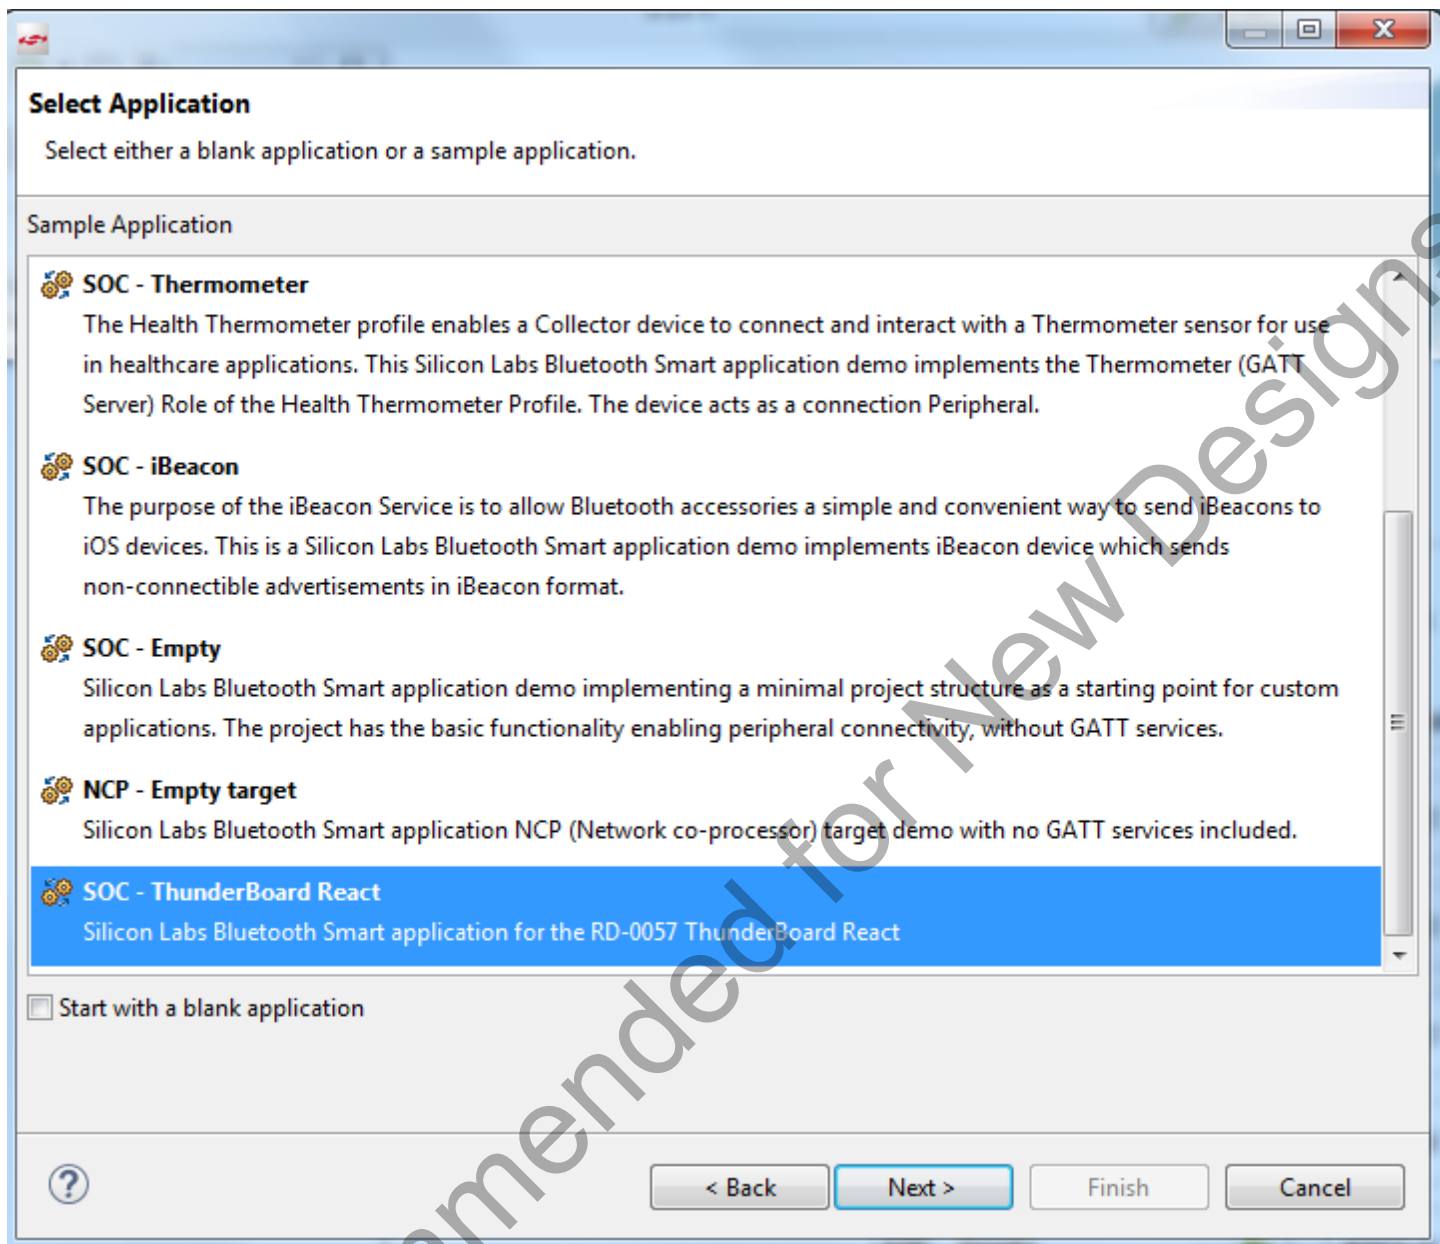 Select Application
Select either a blank application or a sample application.
Sample Application
SOC - Thermometer
The Health Thermometer profile enables a Collector device to connect and interact with a Thermometer sensor for use
in healthcare applications. This Silicon Labs Bluetooth Smart application demo implements the Thermometer (GATT
Server) Role of the Health Thermometer Profile. The device acts as a connection Peripheral.
SOC - iBeacon
The purpose of the iBeacon Service is to allow Bluetooth accessories a simple and convenient way to send iBeacons to
iOS devices. This is a Silicon Labs Bluetooth Smart application demo implements iBeacon device which sends
non-connectible advertisements in iBeacon format.
SOC - Empty
Silicon Labs Bluetooth Smart application demo implementing a minimal project structure as a starting point for custom
applications. The project has the basic functionality enabling peripheral connectivity, without GATT services.
NCP - Empty target
Silicon Labs Bluetooth Smart application NCP (Network co-processor) target demo with no GATT services included.
SOC - ThunderBoard React
Silicon Labs Bluetooth Smart application for the RD-0057 ThunderBoard React
Start with a blank application
?
< Back
Next >
Finish
Cancel
mmended for New Designs